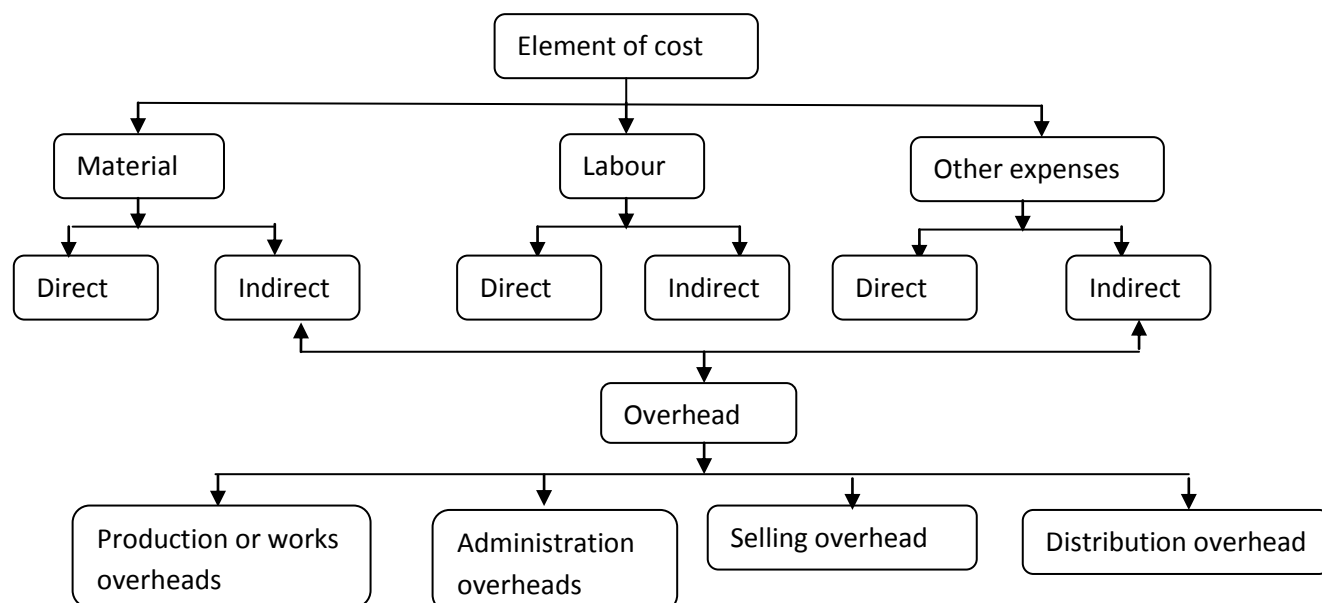 Element of cost
Material
Labour
Other expenses
Direct
Indirect
Direct
Indirect
Direct
Indirect
Overhead
Production or works
overheads
Administration
overheads
Selling overhead
Distribution overhead